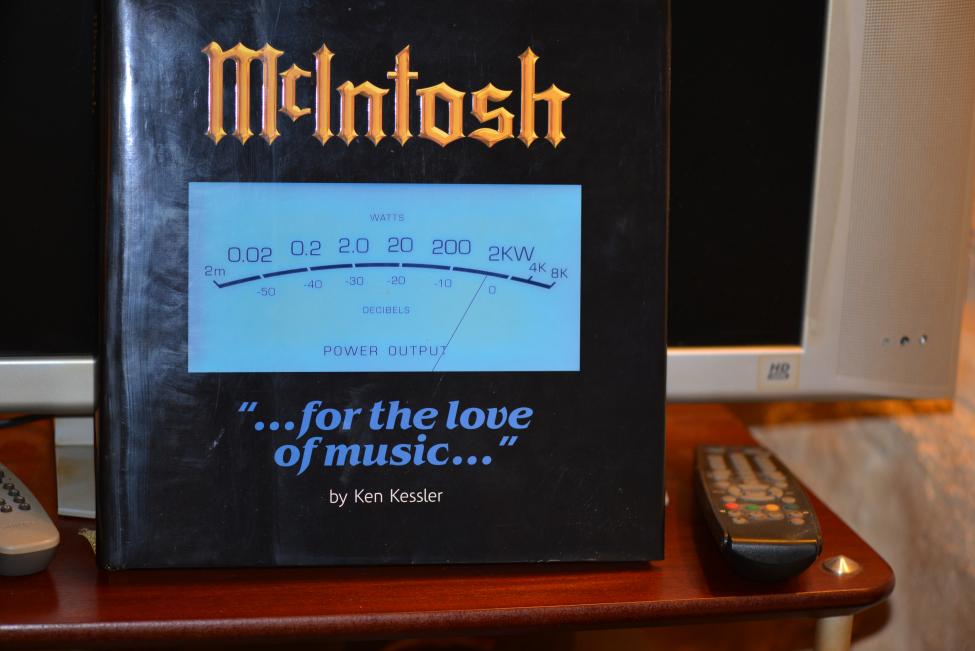 McIntosh
WATTS
2m 0.02 0.2 2.0 20 200 2KW 4K 8K
-50 -40 -30 -20 -10 0
DECIBELS
POWER OUTPUT
“...for the love
of music...”
by Ken Kessler
HD